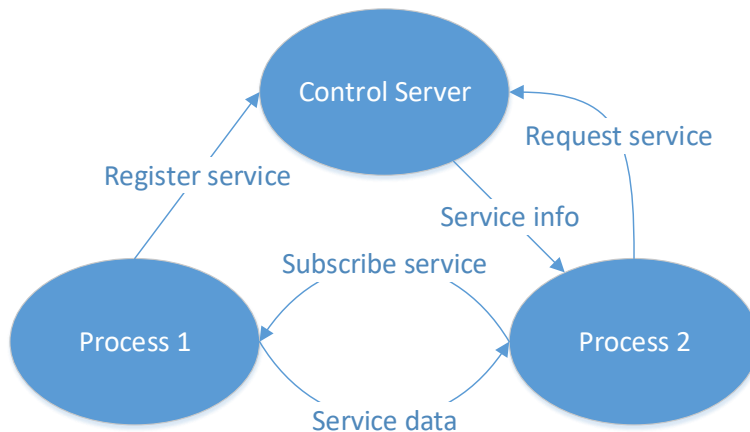 Control Server
Request service
Register service
Service info
Subscribe service
Process 1
Process 2
Service data